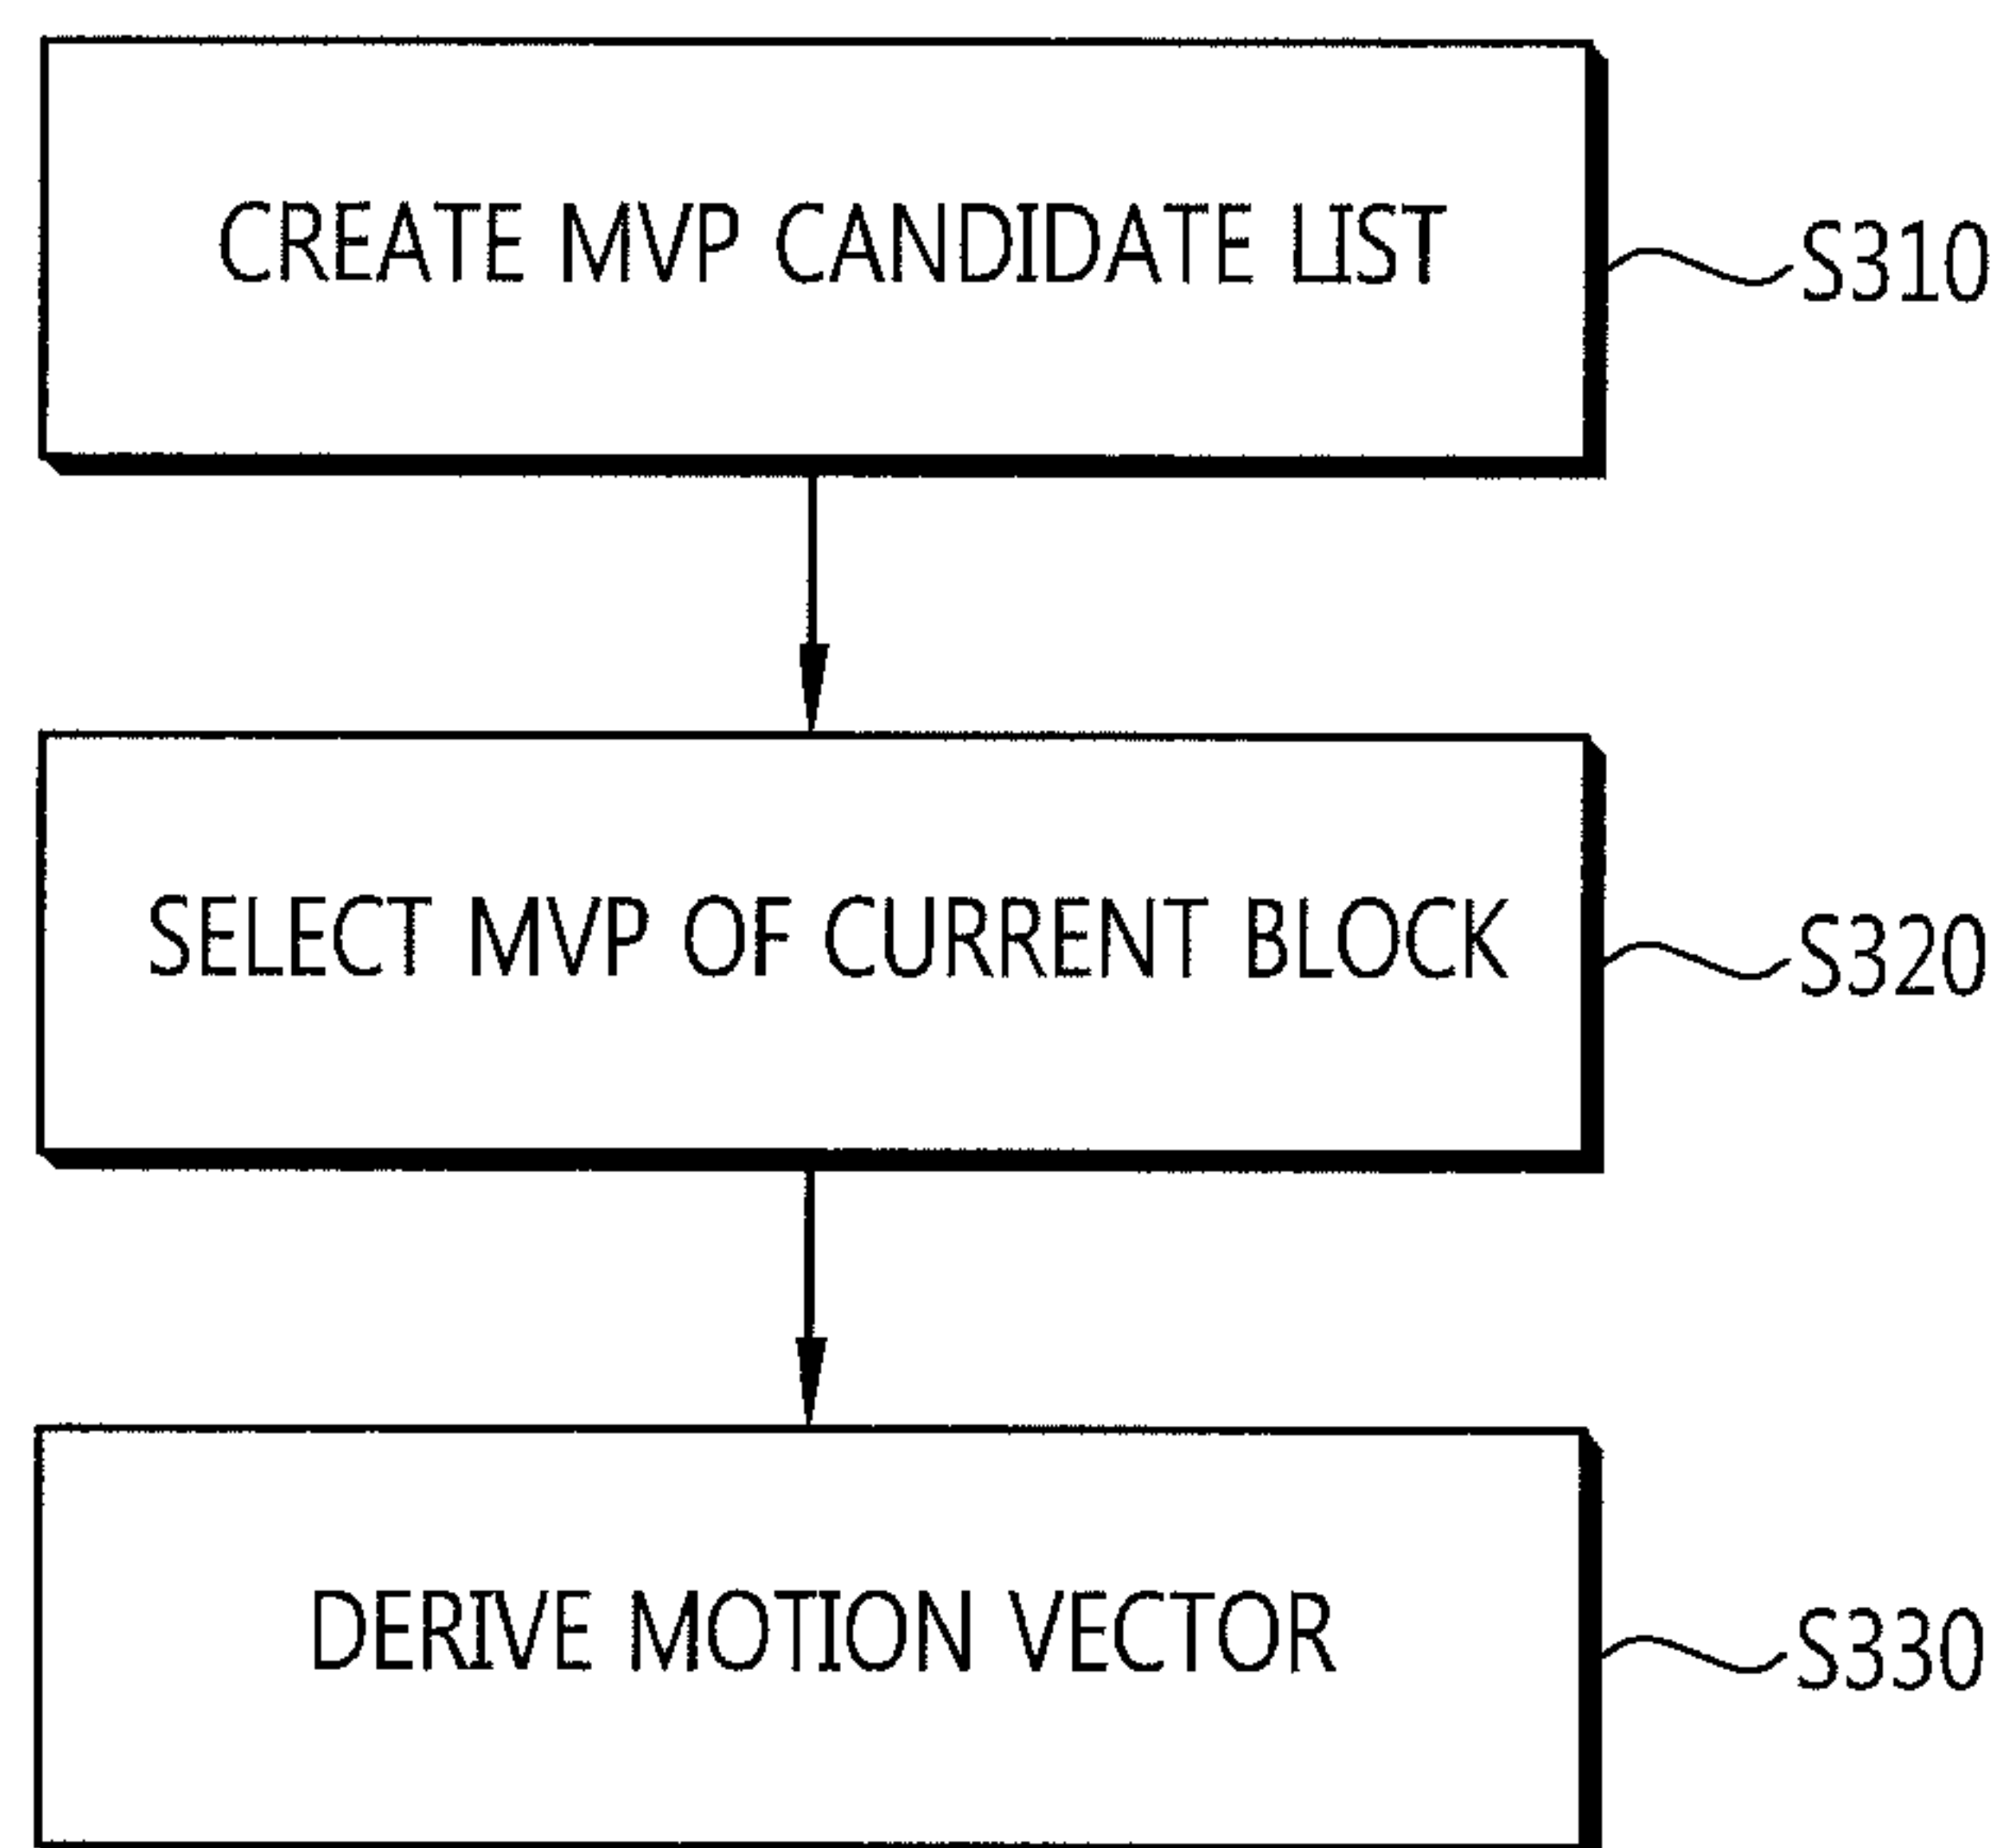 CREATE MVP CANDIDATE LIST
S310
SELECT MVP OF CURRENT BLOCK
S320
DERIVE MOTION VECTOR
S330